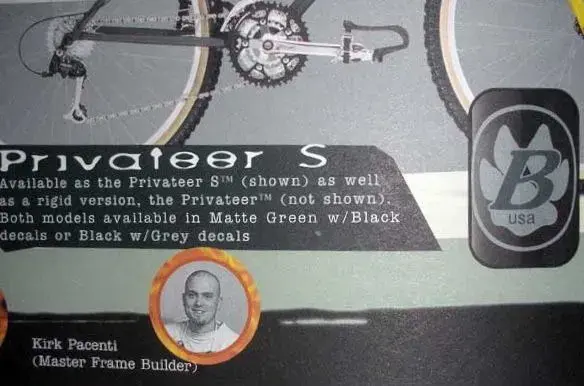 Privateer S
Available as the Privateer S™ (shown) as well
as a rigid version, the Privateer™ (not shown).
Both models available in Matte Green w/Black
decals or Black w/Grey decals
B
usa
Kirk Pacenti
(Master Frame Builder)